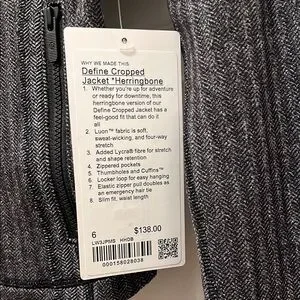 WHY WE MADE THIS
Define Cropped
Jacket *Herringbone
1. Whether you're up for adventure
or ready for downtime, this
herringbone version of our
Define Cropped Jacket has a
feel-good fit that can do it
all
2. Luon™ fabric is soft,
sweat-wicking, and four-way
stretch
3. Added Lycra® fibre for stretch
and shape retention
4. Zippered pockets
5. Thumbholes and Cuffins™
6. Locker loop for easy hanging
7. Elastic zipper pull doubles as
an emergency hair tie
8. Slim fit, waist length
6 $138.00
LW3JPMS HHDB
000158028038